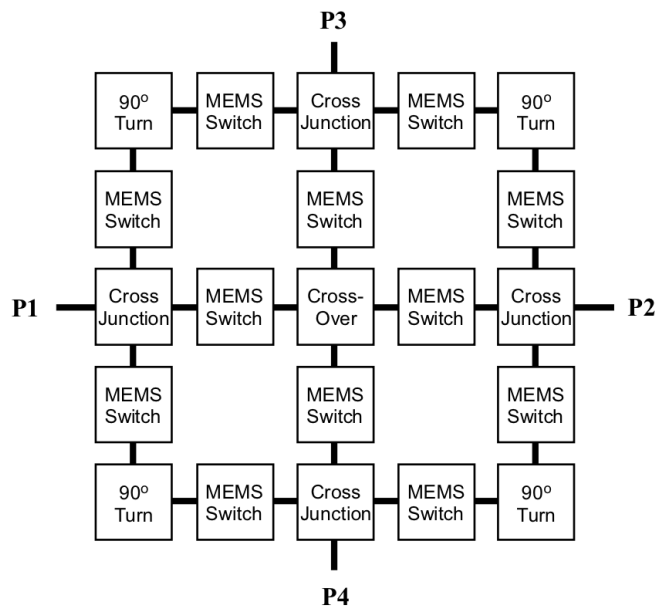 P3
90º
Turn
MEMS
Switch
Cross
Junction
MEMS
Switch
90º
Turn
MEMS
Switch
MEMS
Switch
MEMS
Switch
P1
Cross
Junction
MEMS
Switch
Cross-
Over
MEMS
Switch
Cross
Junction
P2
MEMS
Switch
MEMS
Switch
MEMS
Switch
90º
Turn
MEMS
Switch
Cross
Junction
MEMS
Switch
90º
Turn
P4